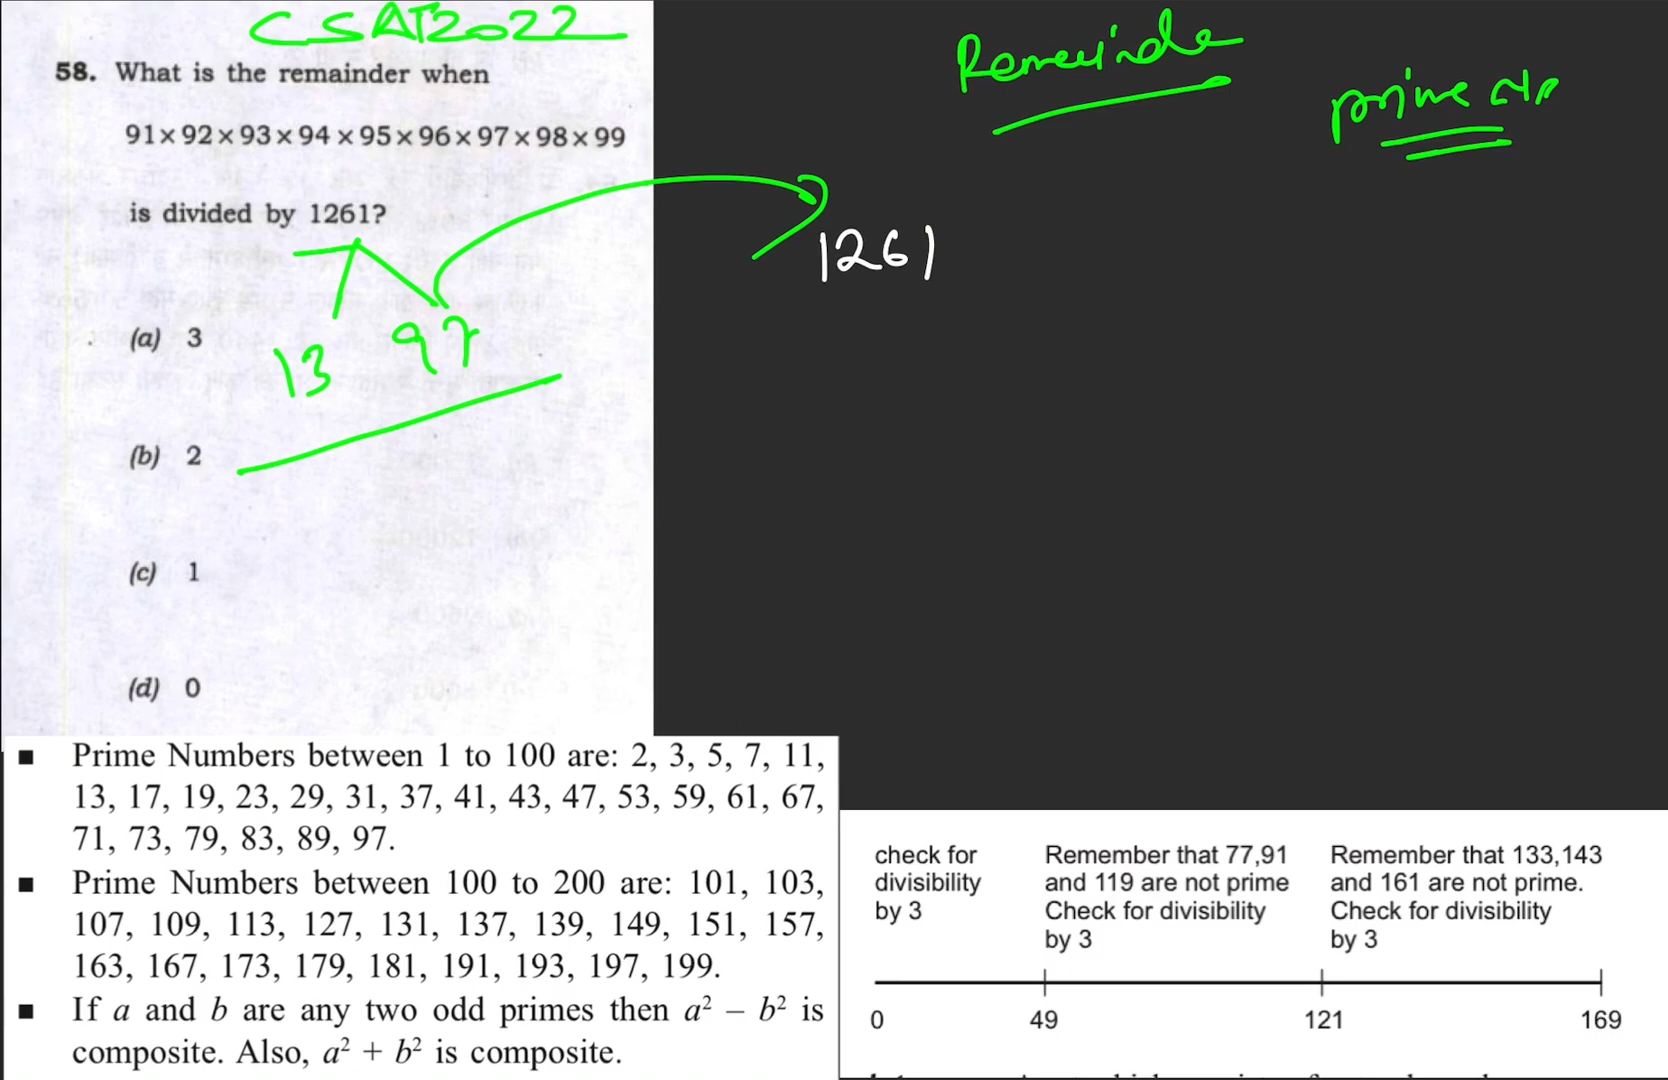 CSAT2022
58. What is the remainder when
91×92×93×94×95×96×97×98×99
is divided by 1261?
(a) 3
(b) 2
(c) 1
(d) 0
13 97
Remeinde
prime No
1261
■ Prime Numbers between 1 to 100 are: 2, 3, 5, 7, 11,
13, 17, 19, 23, 29, 31, 37, 41, 43, 47, 53, 59, 61, 67,
71, 73, 79, 83, 89, 97.
■ Prime Numbers between 100 to 200 are: 101, 103,
107, 109, 113, 127, 131, 137, 139, 149, 151, 157,
163, 167, 173, 179, 181, 191, 193, 197, 199.
■ If a and b are any two odd primes then a² – b² is
composite. Also, a² + b² is composite.
check for
divisibility
by 3
Remember that 77,91
and 119 are not prime
Check for divisibility
by 3
Remember that 133,143
and 161 are not prime.
Check for divisibility
by 3
0 49 121 169